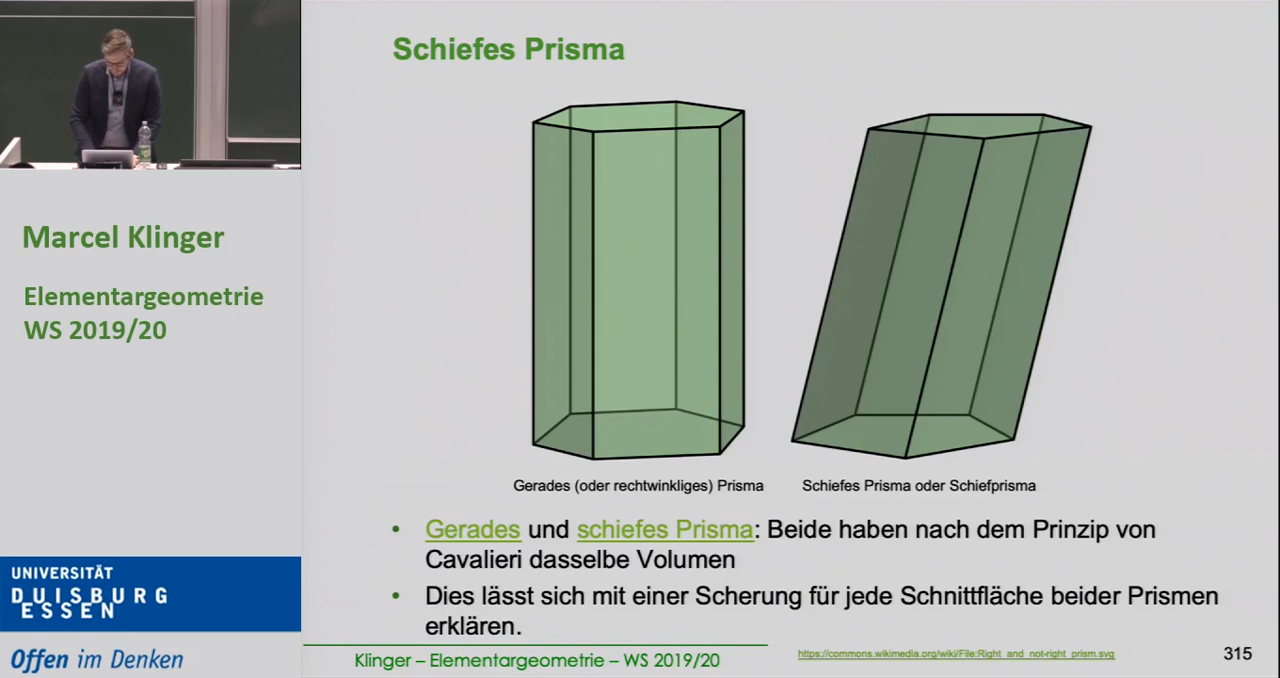 Schiefes Prisma
Marcel Klinger
Elementargeometrie
WS 2019/20
Gerades (oder rechtwinkliges) Prisma
Schiefes Prisma oder Schiefprisma
• Gerades und schiefes Prisma: Beide haben nach dem Prinzip von
Cavalieri dasselbe Volumen
• Dies lässt sich mit einer Scherung für jede Schnittfläche beider Prismen
erklären.
UNIVERSITÄT
DUISBURG
ESSEN
Offen im Denken
Klinger – Elementargeometrie – WS 2019/20
https://commons.wikimedia.org/wiki/File:Right_and_not-right_prism.svg
315